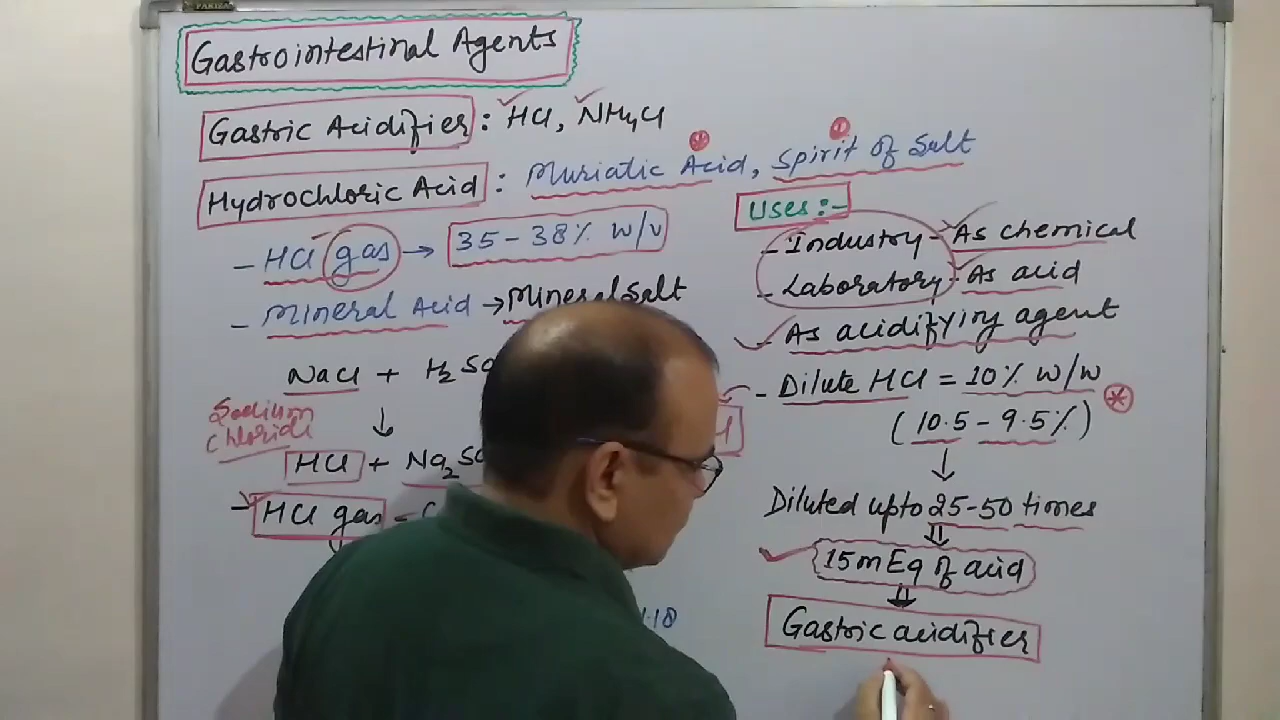 Gastrointestinal Agents
Gastric Acidifier : HCl, NH4Cl
Hydrochloric Acid : Muriatic Acid, Spirit of Salt
- HCl gas → 35-38% w/v
- Mineral Acid → Mineral Salt
NaCl + H2SO
Sodium Chloride
↓
HCl + Na2SO
- HCl gas -
1.18
Uses :-
- Industry - As chemical
- Laboratory - As acid
- As acidifying agent
- Dilute HCl = 10% w/w
(10.5 - 9.5%)
↓
Diluted upto 25-50 times
⇓
15mEq of acid
⇓
Gastric acidifier